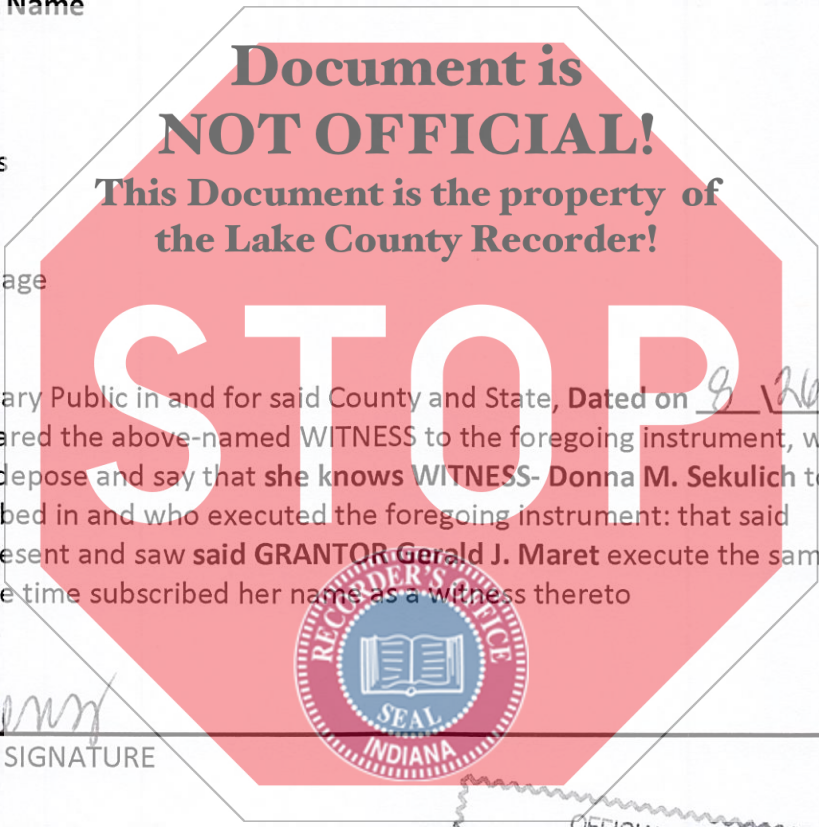 Name
Document is
NOT OFFICIAL!
This Document is the property of
the Lake County Recorder!
s
age
STOP
ary Public in and for said County and State, Dated on 8 \ 26
ared the above-named WITNESS to the foregoing instrument, w
depose and say that she knows WITNESS- Donna M. Sekulich to
bed in and who executed the foregoing instrument: that said
esent and saw said GRANTOR Gerald J. Maret execute the sam
e time subscribed her name as a witness thereto
RECORDER'S OFFICE
SEAL
INDIANA
SIGNATURE